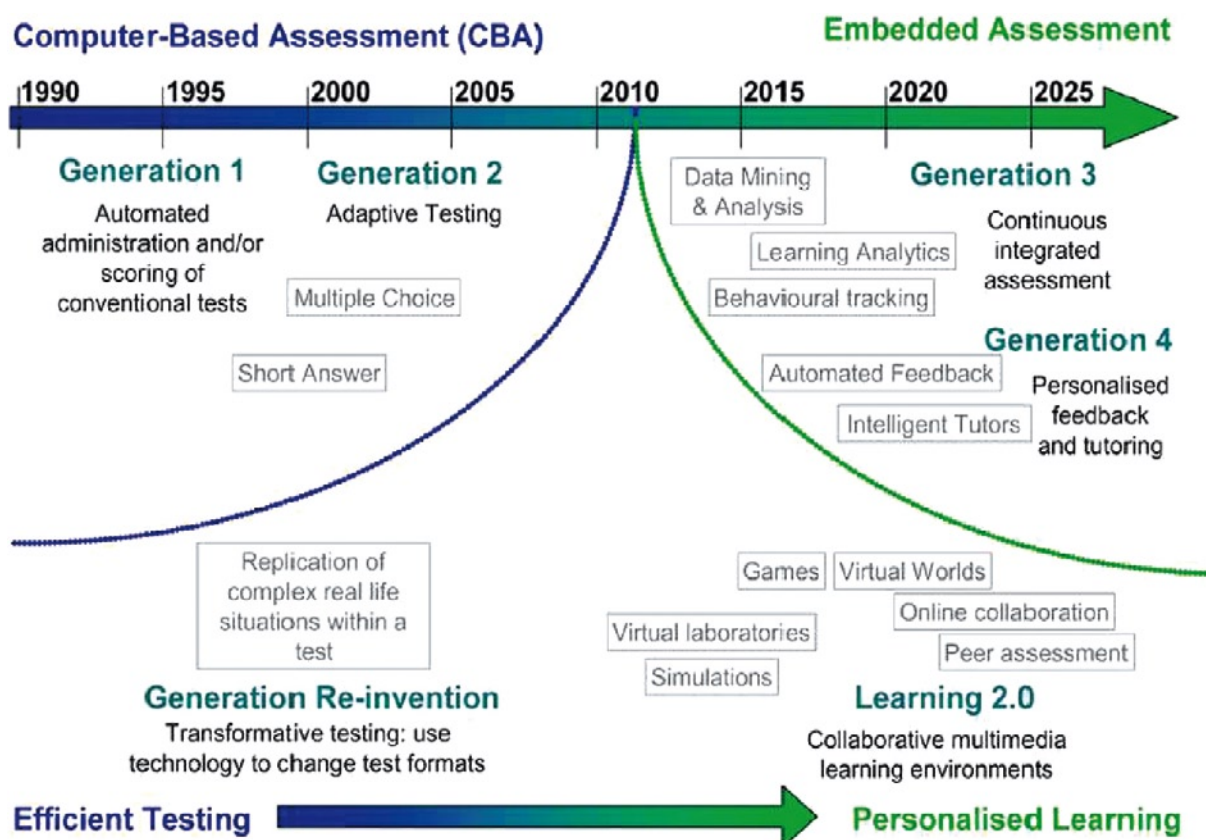 Computer-Based Assessment (CBA)
Embedded Assessment
1990 1995 2000 2005 2010 2015 2020 2025
Generation 1
Automated
administration and/or
scoring of
conventional tests
Generation 2
Adaptive Testing
Multiple Choice
Short Answer
Data Mining
& Analysis
Learning Analytics
Behavioural tracking
Generation 3
Continuous
integrated
assessment
Automated Feedback
Intelligent Tutors
Generation 4
Personalised
feedback
and tutoring
Replication of
complex real life
situations within a
test
Generation Re-invention
Transformative testing: use
technology to change test formats
Games
Virtual Worlds
Online collaboration
Virtual laboratories
Peer assessment
Simulations
Learning 2.0
Collaborative multimedia
learning environments
Efficient Testing
Personalised Learning